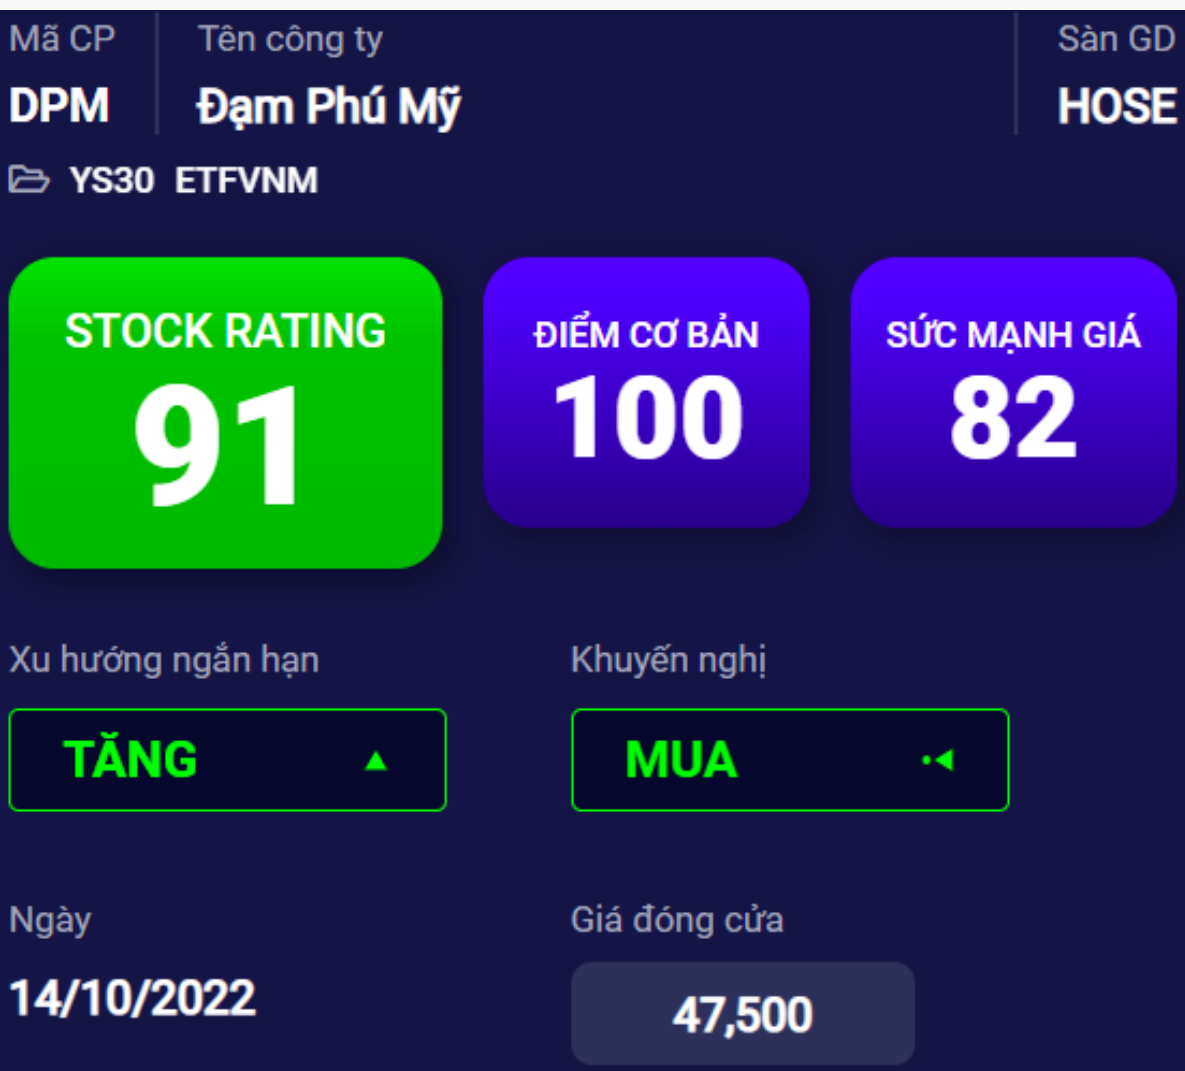 Mã CP Tên công ty Sàn GD
DPM Đạm Phú Mỹ HOSE
YS30 ETFVNM
STOCK RATING ĐIỂM CƠ BẢN SỨC MẠNH GIÁ
91 100 82
Xu hướng ngắn hạn Khuyến nghị
TĂNG MUA
Ngày Giá đóng cửa
14/10/2022 47,500